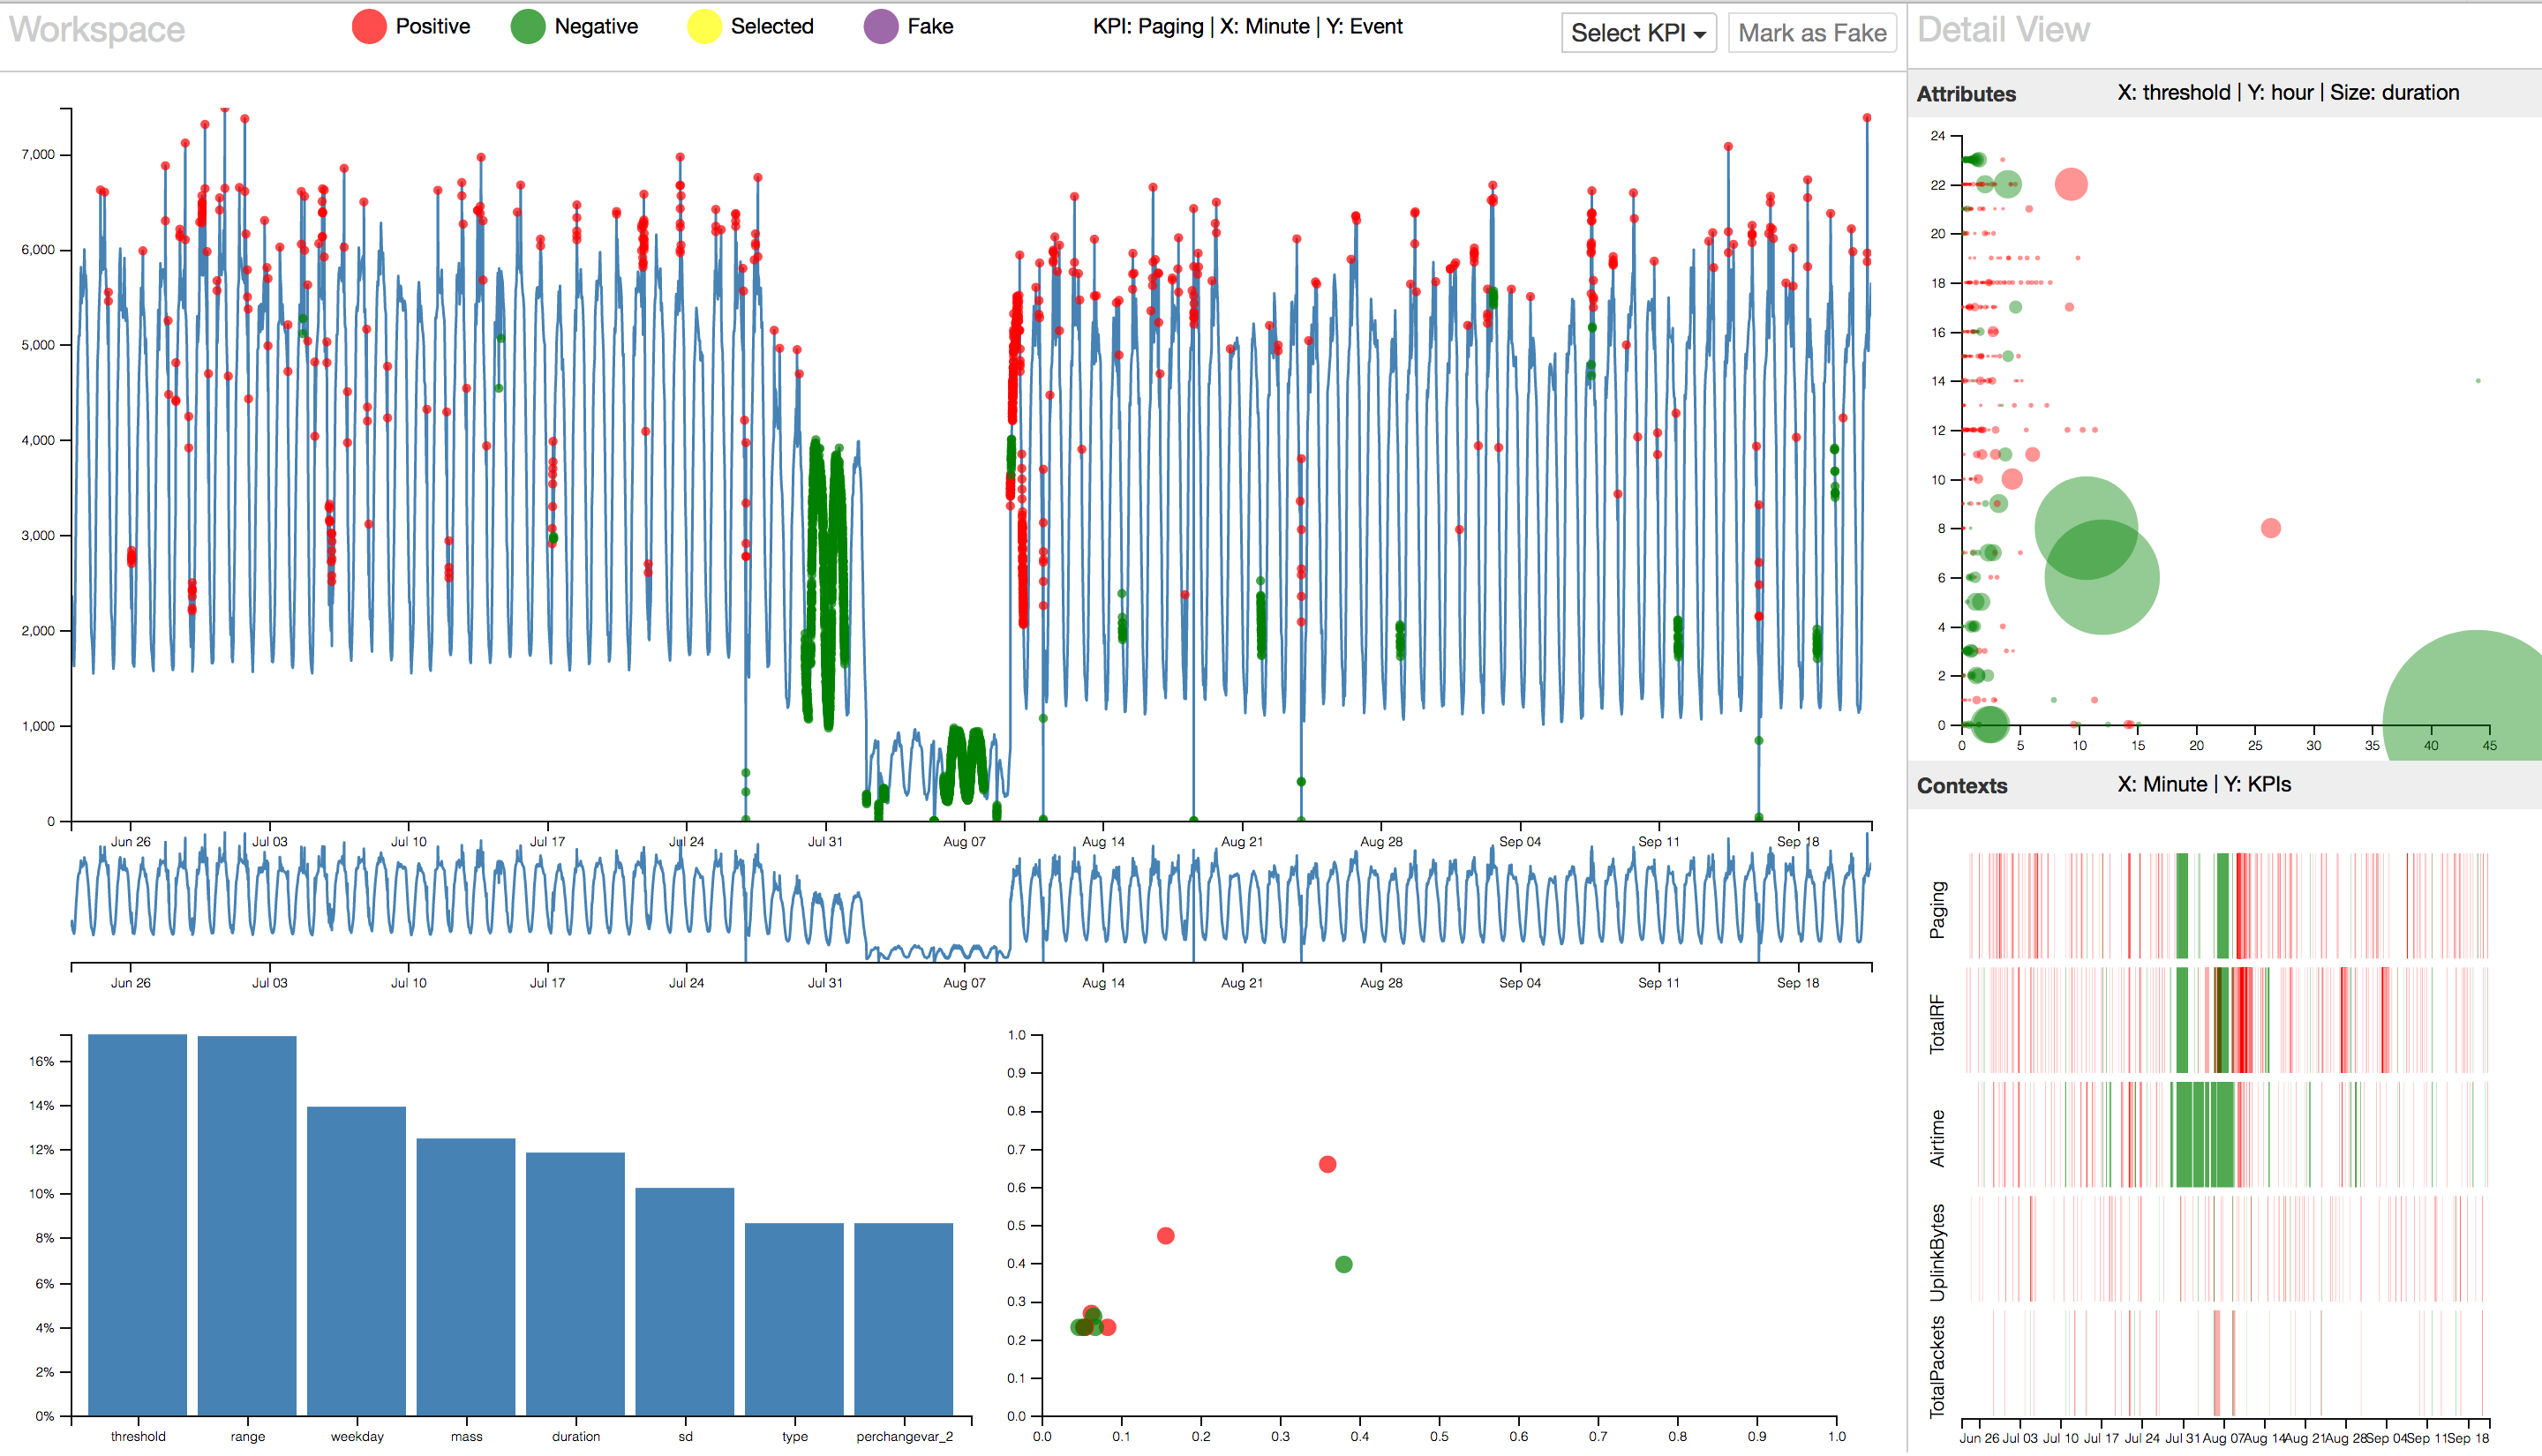 Workspace
Positive Negative Selected Fake
KPI: Paging | X: Minute | Y: Event
Select KPI
Mark as Fake
7,000
6,000
5,000
4,000
3,000
2,000
1,000
0
Jun 26 Jul 03 Jul 10 Jul 17 Jul 24 Jul 31 Aug 07 Aug 14 Aug 21 Aug 28 Sep 04 Sep 11 Sep 18
Jun 26 Jul 03 Jul 10 Jul 17 Jul 24 Jul 31 Aug 07 Aug 14 Aug 21 Aug 28 Sep 04 Sep 11 Sep 18
16%
14%
12%
10%
8%
6%
4%
2%
0%
threshold range weekday mass duration sd type perchangevar_2
1.0
0.9
0.8
0.7
0.6
0.5
0.4
0.3
0.2
0.1
0.0
0.0 0.1 0.2 0.3 0.4 0.5 0.6 0.7 0.8 0.9 1.0
Detail View
Attributes
X: threshold | Y: hour | Size: duration
24
22
20
18
16
14
12
10
8
6
4
2
0
0 5 10 15 20 25 30 35 40 45
Contexts
X: Minute | Y: KPIs
Paging
TotalRF
Airtime
UplinkBytes
TotalPackets
Jun 26 Jul 03 Jul 10 Jul 17 Jul 24 Jul 31 Aug 07 Aug 14 Aug 21 Aug 28 Sep 04 Sep 11 Sep 18